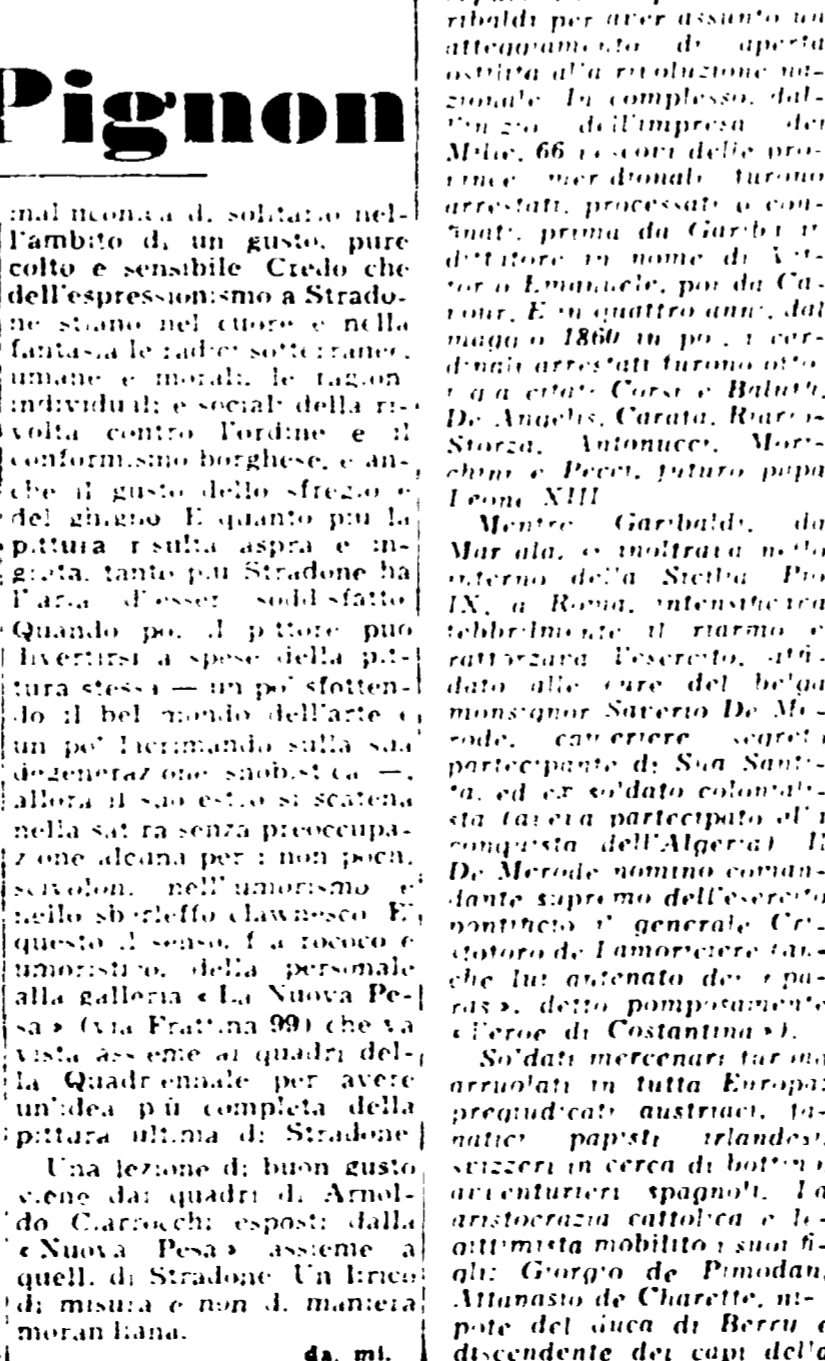 Pignon
malinconica di solitario nel-
l'ambito di un gusto, pure
colto e sensibile Credo che
dell'espressionismo a Strado-
ne stiano nel cuore e nella
fantasia le radici sotterranee,
umane e morali, le ragioni
individuali e sociali della ri-
volta contro l'ordine e il
conformismo borghese, e an-
che il gusto dello sfregio e
del ghigno E quanto più la
pittura risulta aspra e in-
grata, tanto più Stradone ha
l'aria d'esser soddisfatto
Quando poi il pittore può
divertirsi a spese della pit-
tura stessa — un po' sfotten-
do il bel mondo dell'arte e
un po' lacrimando sulla sua
degenerazione snobistica —,
allora il suo estro si scatena
nella satira senza preoccupa-
zione alcuna per i non pochi
scivoloni nell'umorismo e
nello sberleffo clawnesco E'
questo il senso, fra rococò e
umoristico, della personale
alla galleria « La Nuova Pe-
sa » (via Frattina 99) che va
vista assieme ai quadri del-
la Quadriennale per avere
un'idea più completa della
pittura ultima di Stradone
Una lezione di buon gusto
viene dai quadri di Arnol-
do Ciarrocchi esposti dalla
« Nuova Pesa » assieme a
quelli di Stradone Un lirico
di misura e non di maniera
morandiana.
da. mi.
ribaldi per aver assunto un
atteggiamento di aperta
ostilità alla rivoluzione na-
zionale. In complesso, dal-
l'inizio dell'impresa dei
Mille, 66 vescovi delle pro-
vince meridionali furono
arrestati, processati o con-
finati, prima da Garibaldi
dittatore in nome di Vit-
torio Emanuele, poi da Ca-
vour, E in quattro anni, dal
maggio 1860 in poi, i car-
dinali arrestati furono otto
i già citati Corsi e Baluffi,
De Angelis, Carafa, Riario-
Sforza, Antonucci, Mori-
chini e Pecci, futuro papa
Leone XIII
Mentre Garibaldi, da
Marsala, si inoltrava nello
interno della Sicilia Pio
IX, a Roma, intensificava
febbrilmente il riarmo e
rafforzava l'esercito, affi-
dato alle cure del belga
monsignor Saverio De Me-
rode, cameriere segreto
partecipante di Sua Santi-
tà, ed ex soldato coloniali-
sta (aveva partecipato alla
conquista dell'Algeria) Il
De Merode nominò coman-
dante supremo dell'esercito
pontificio il generale Cri-
stoforo de Lamoriciere (an-
che lui antenato dei « pa-
ras », detto pomposamente
« l'eroe di Costantina »).
Soldati mercenari furono
arruolati in tutta Europa:
pregiudicati austriaci, fa-
natici papisti irlandesi,
svizzeri in cerca di bottino
avventurieri spagnoli. La
aristocrazia cattolica e le-
gittimista mobilitò i suoi fi-
gli: Giorgio de Pimodan,
Attanasio de Charette, ni-
pote del duca di Berry e
discendente dei capi della